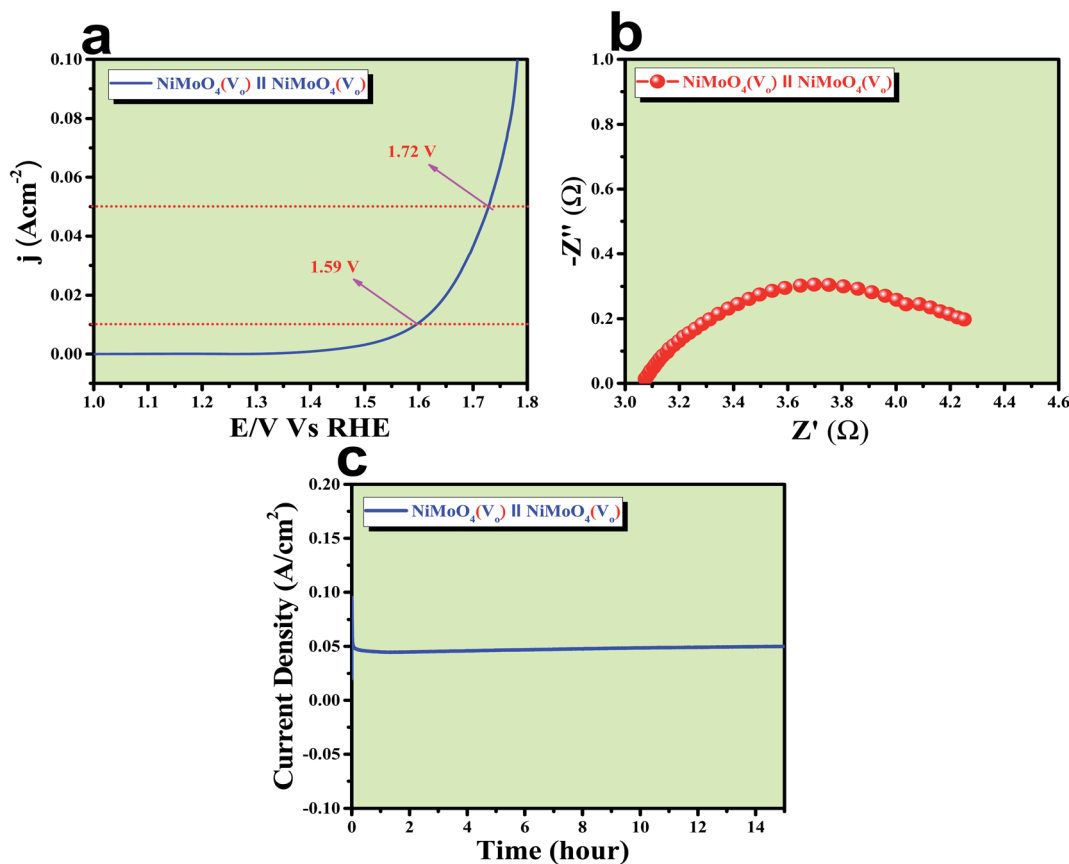 a
NiMoO₄(Vₒ) ǁ NiMoO₄(Vₒ)
0.10
0.08
0.06
0.04
0.02
0.00
j (Acm⁻²)
1.72 V
1.59 V
1.0 1.1 1.2 1.3 1.4 1.5 1.6 1.7 1.8
E/V Vs RHE
b
NiMoO₄(Vₒ) ǁ NiMoO₄(Vₒ)
1.0
0.8
0.6
0.4
0.2
0.0
-Z'' (Ω)
3.0 3.2 3.4 3.6 3.8 4.0 4.2 4.4 4.6
Z' (Ω)
c
NiMoO₄(Vₒ) ǁ NiMoO₄(Vₒ)
0.20
0.15
0.10
0.05
0.00
-0.05
-0.10
Current Density (A/cm²)
0 2 4 6 8 10 12 14
Time (hour)